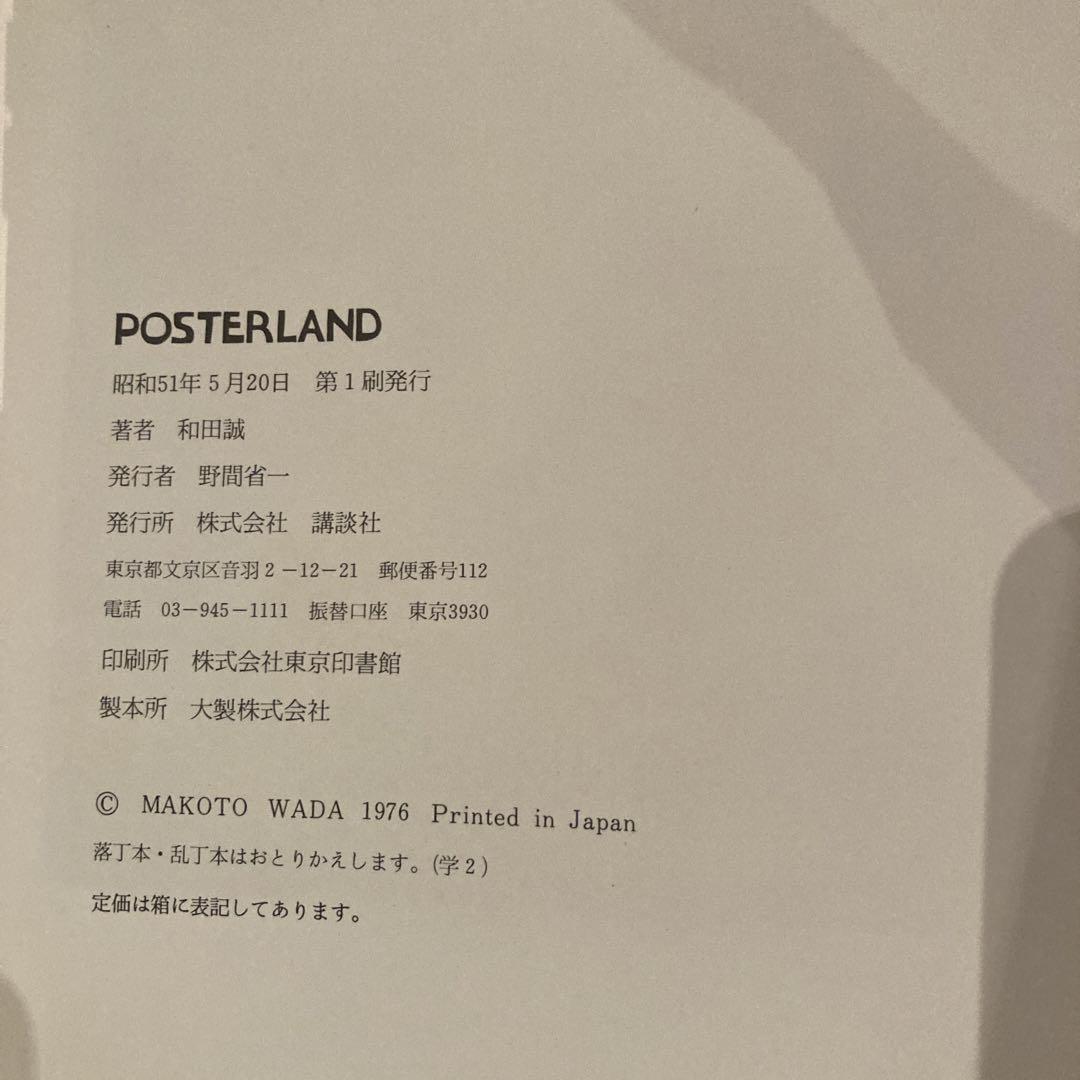 POSTERLAND
昭和51年5月20日　第1刷発行
著者　和田誠
発行者　野間省一
発行所　株式会社　講談社
東京都文京区音羽2−12−21　郵便番号112
電話　03−945−1111　振替口座　東京3930
印刷所　株式会社東京印書館
製本所　大製株式会社
© MAKOTO WADA 1976 Printed in Japan
落丁本・乱丁本はおとりかえします。(学2)
定価は箱に表記してあります。